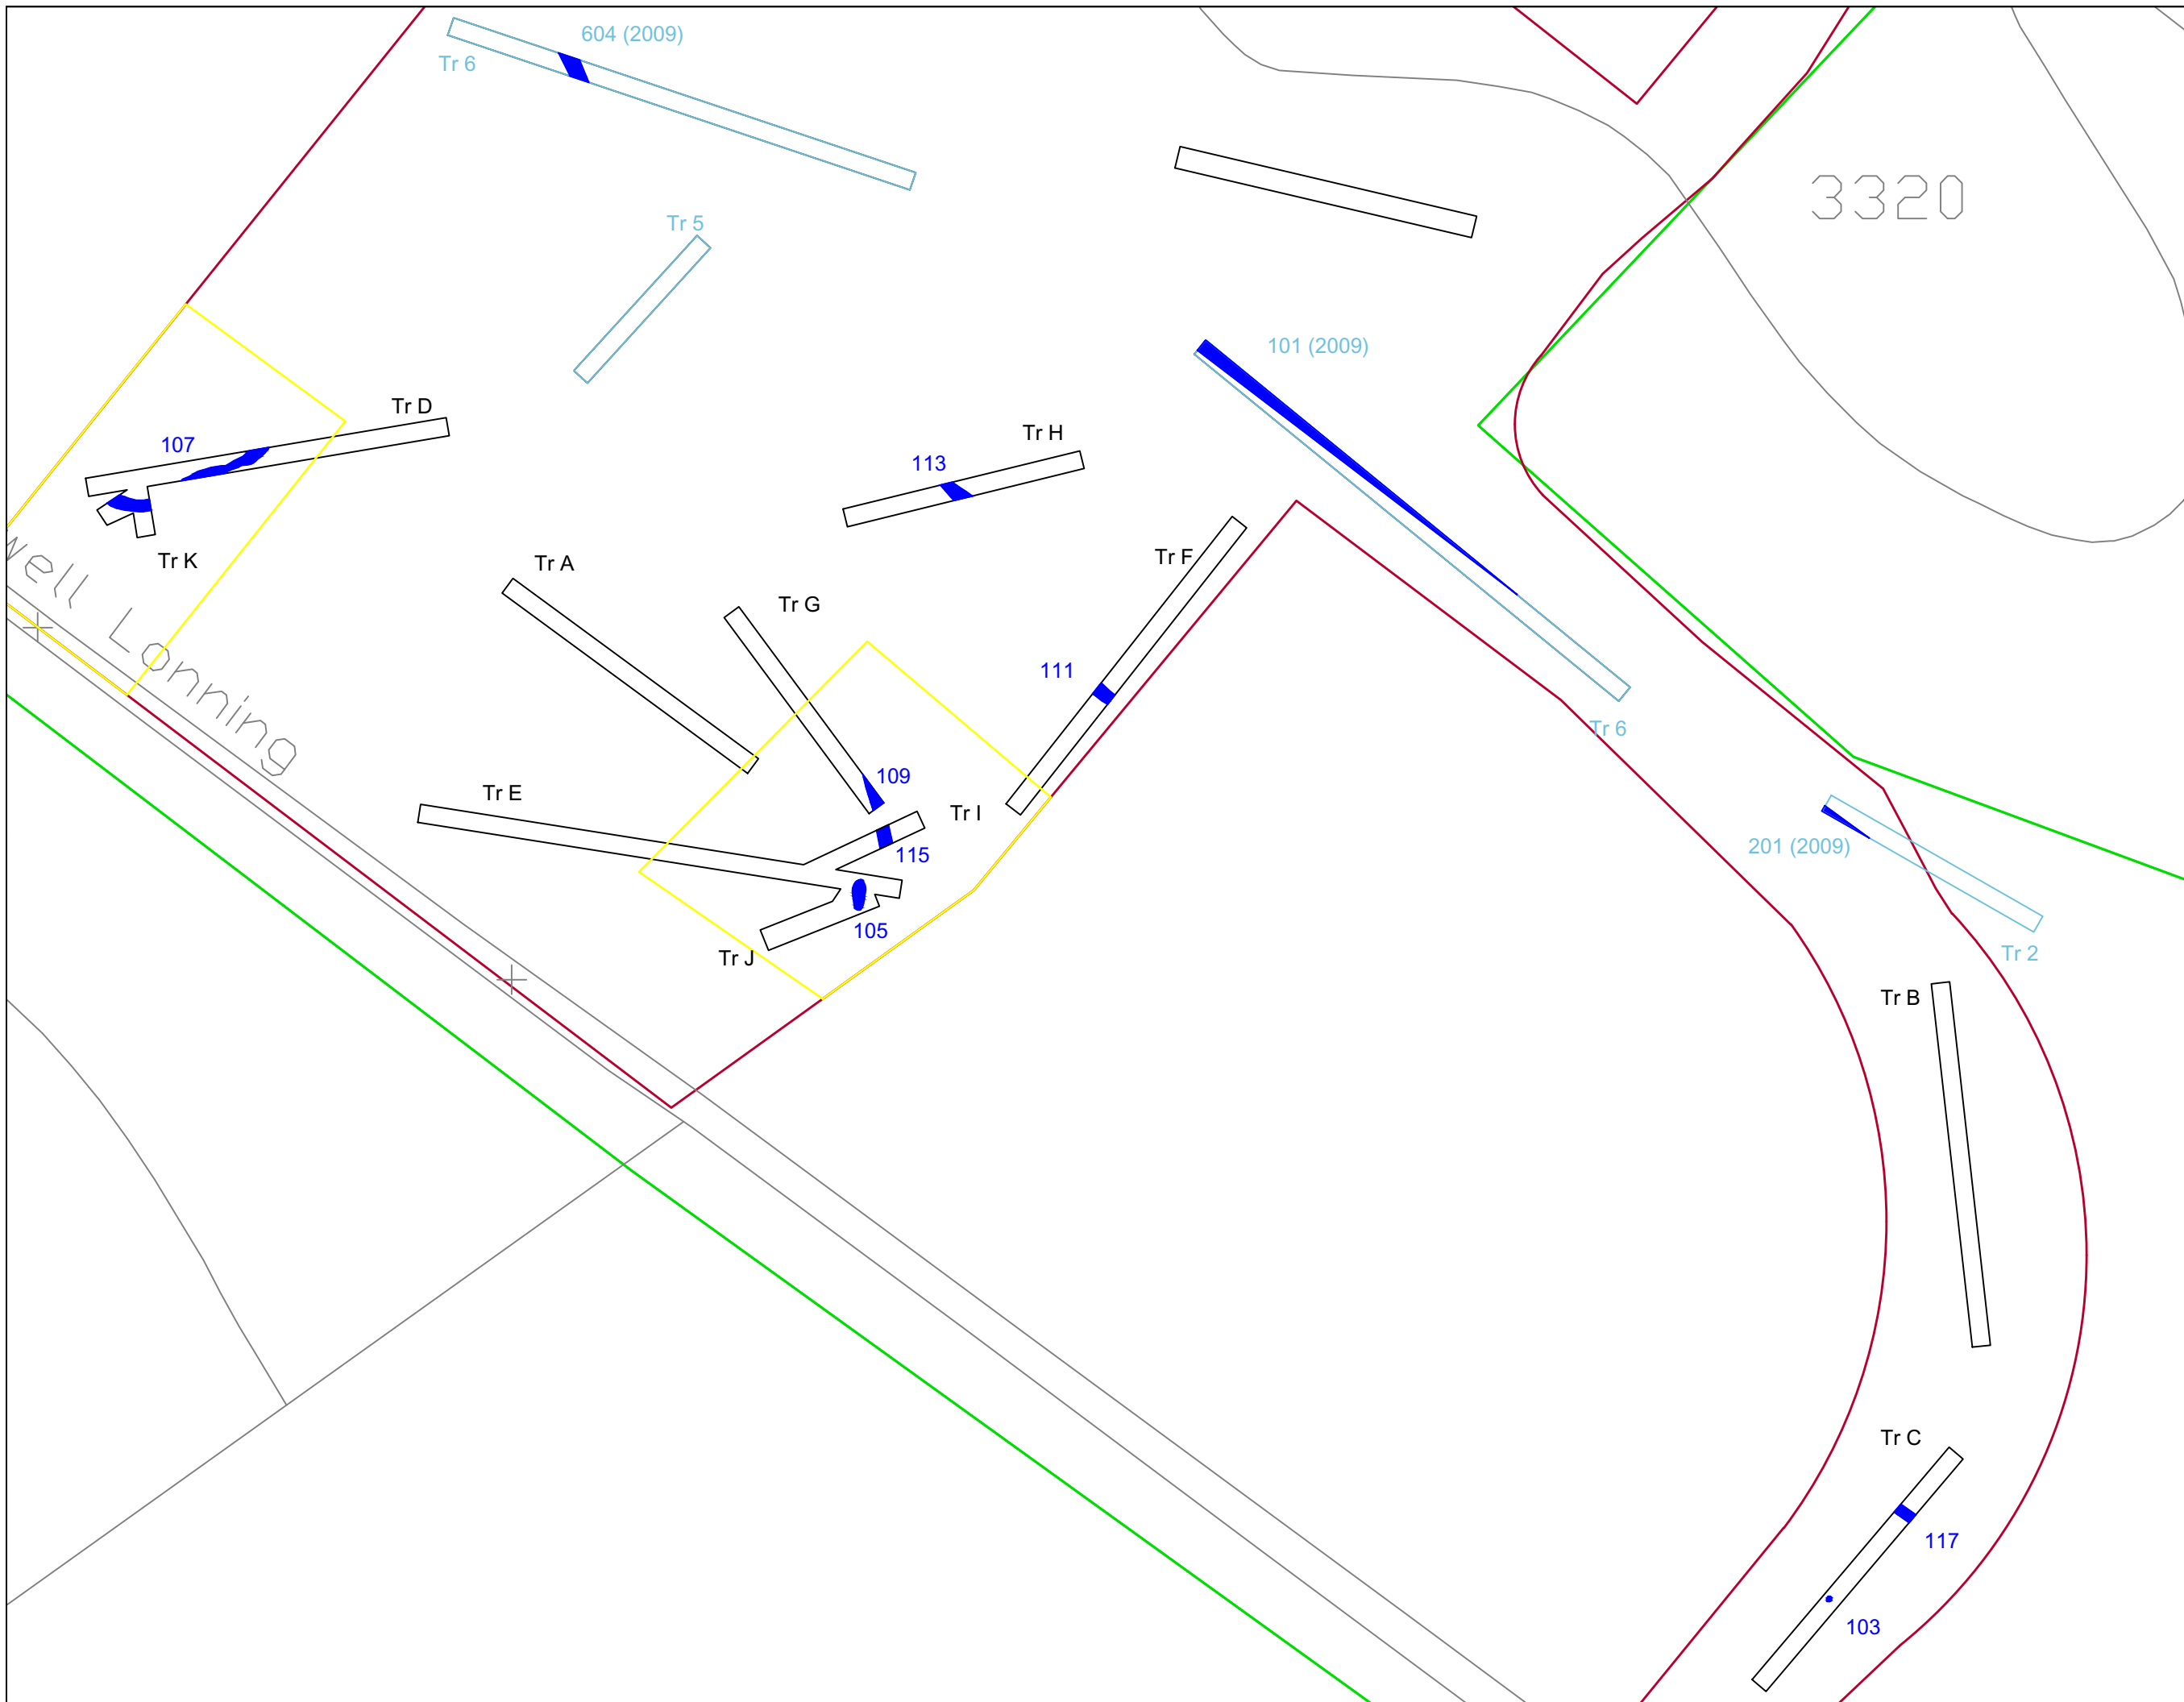 604 (2009)
Tr 6
3320
Tr 5
101 (2009)
Tr D
107
Tr H
113
Tr K
Tr A
Tr F
Tr G
111
well Lonning
Tr 6
109
Tr E
Tr I
201 (2009)
115
105
Tr J
Tr 2
Tr B
Tr C
117
103